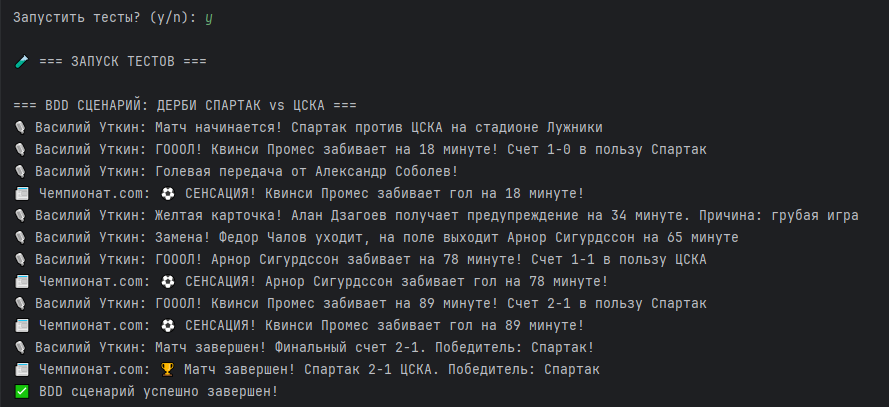 Запустить тесты? (y/n): y
🧪 === ЗАПУСК ТЕСТОВ ===
=== BDD СЦЕНАРИЙ: ДЕРБИ СПАРТАК vs ЦСКА ===
🎙 Василий Уткин: Матч начинается! Спартак против ЦСКА на стадионе Лужники
🎙 Василий Уткин: ГОООЛ! Квинси Промес забивает на 18 минуте! Счет 1-0 в пользу Спартак
🎙 Василий Уткин: Голевая передача от Александр Соболев!
📰 Чемпионат.com: ⚽ СЕНСАЦИЯ! Квинси Промес забивает гол на 18 минуте!
🎙 Василий Уткин: Желтая карточка! Алан Дзагоев получает предупреждение на 34 минуте. Причина: грубая игра
🎙 Василий Уткин: Замена! Федор Чалов уходит, на поле выходит Арнор Сигурдссон на 65 минуте
🎙 Василий Уткин: ГОООЛ! Арнор Сигурдссон забивает на 78 минуте! Счет 1-1 в пользу ЦСКА
📰 Чемпионат.com: ⚽ СЕНСАЦИЯ! Арнор Сигурдссон забивает гол на 78 минуте!
🎙 Василий Уткин: ГОООЛ! Квинси Промес забивает на 89 минуте! Счет 2-1 в пользу Спартак
📰 Чемпионат.com: ⚽ СЕНСАЦИЯ! Квинси Промес забивает гол на 89 минуте!
🎙 Василий Уткин: Матч завершен! Финальный счет 2-1. Победитель: Спартак!
📰 Чемпионат.com: 🏆 Матч завершен! Спартак 2-1 ЦСКА. Победитель: Спартак
✅ BDD сценарий успешно завершен!